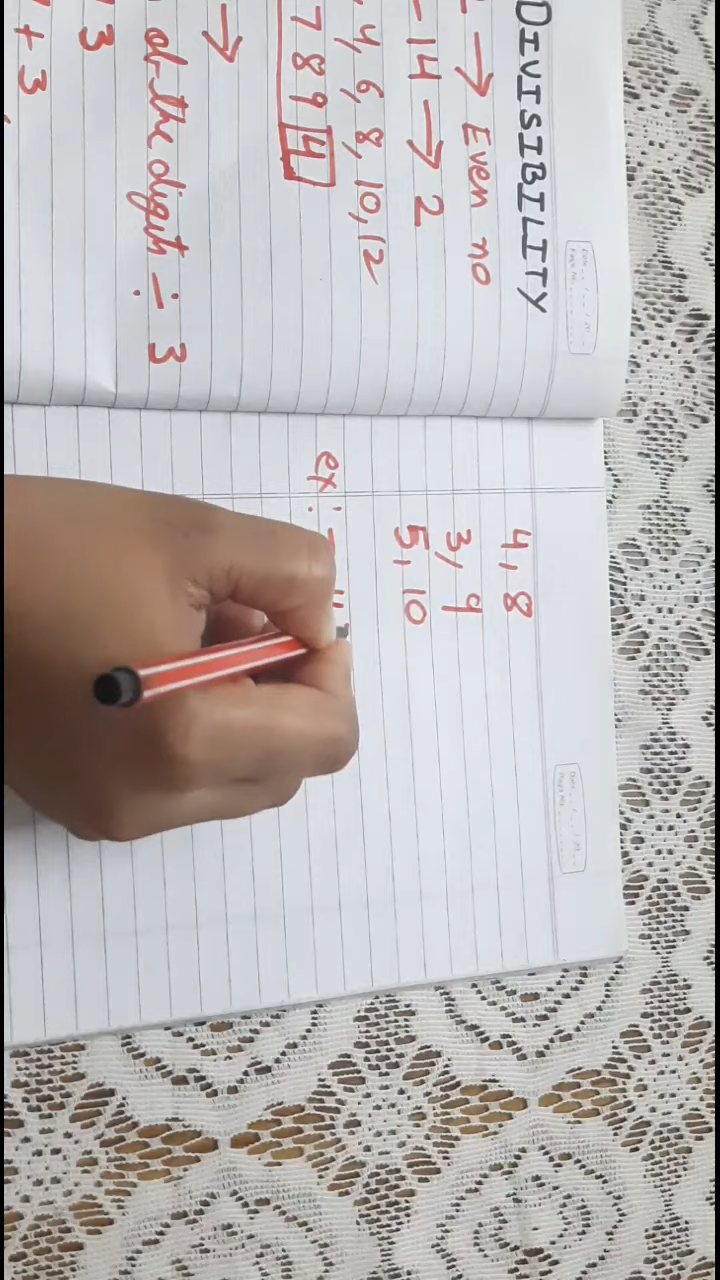 DIVISIBILITY
→ Even no
- 14 → 2
4, 6, 8, 10, 12
7 8 9 4
→
at the digit ÷ 3
3
+ 3
4, 8
3, 9
5, 10
ex:-